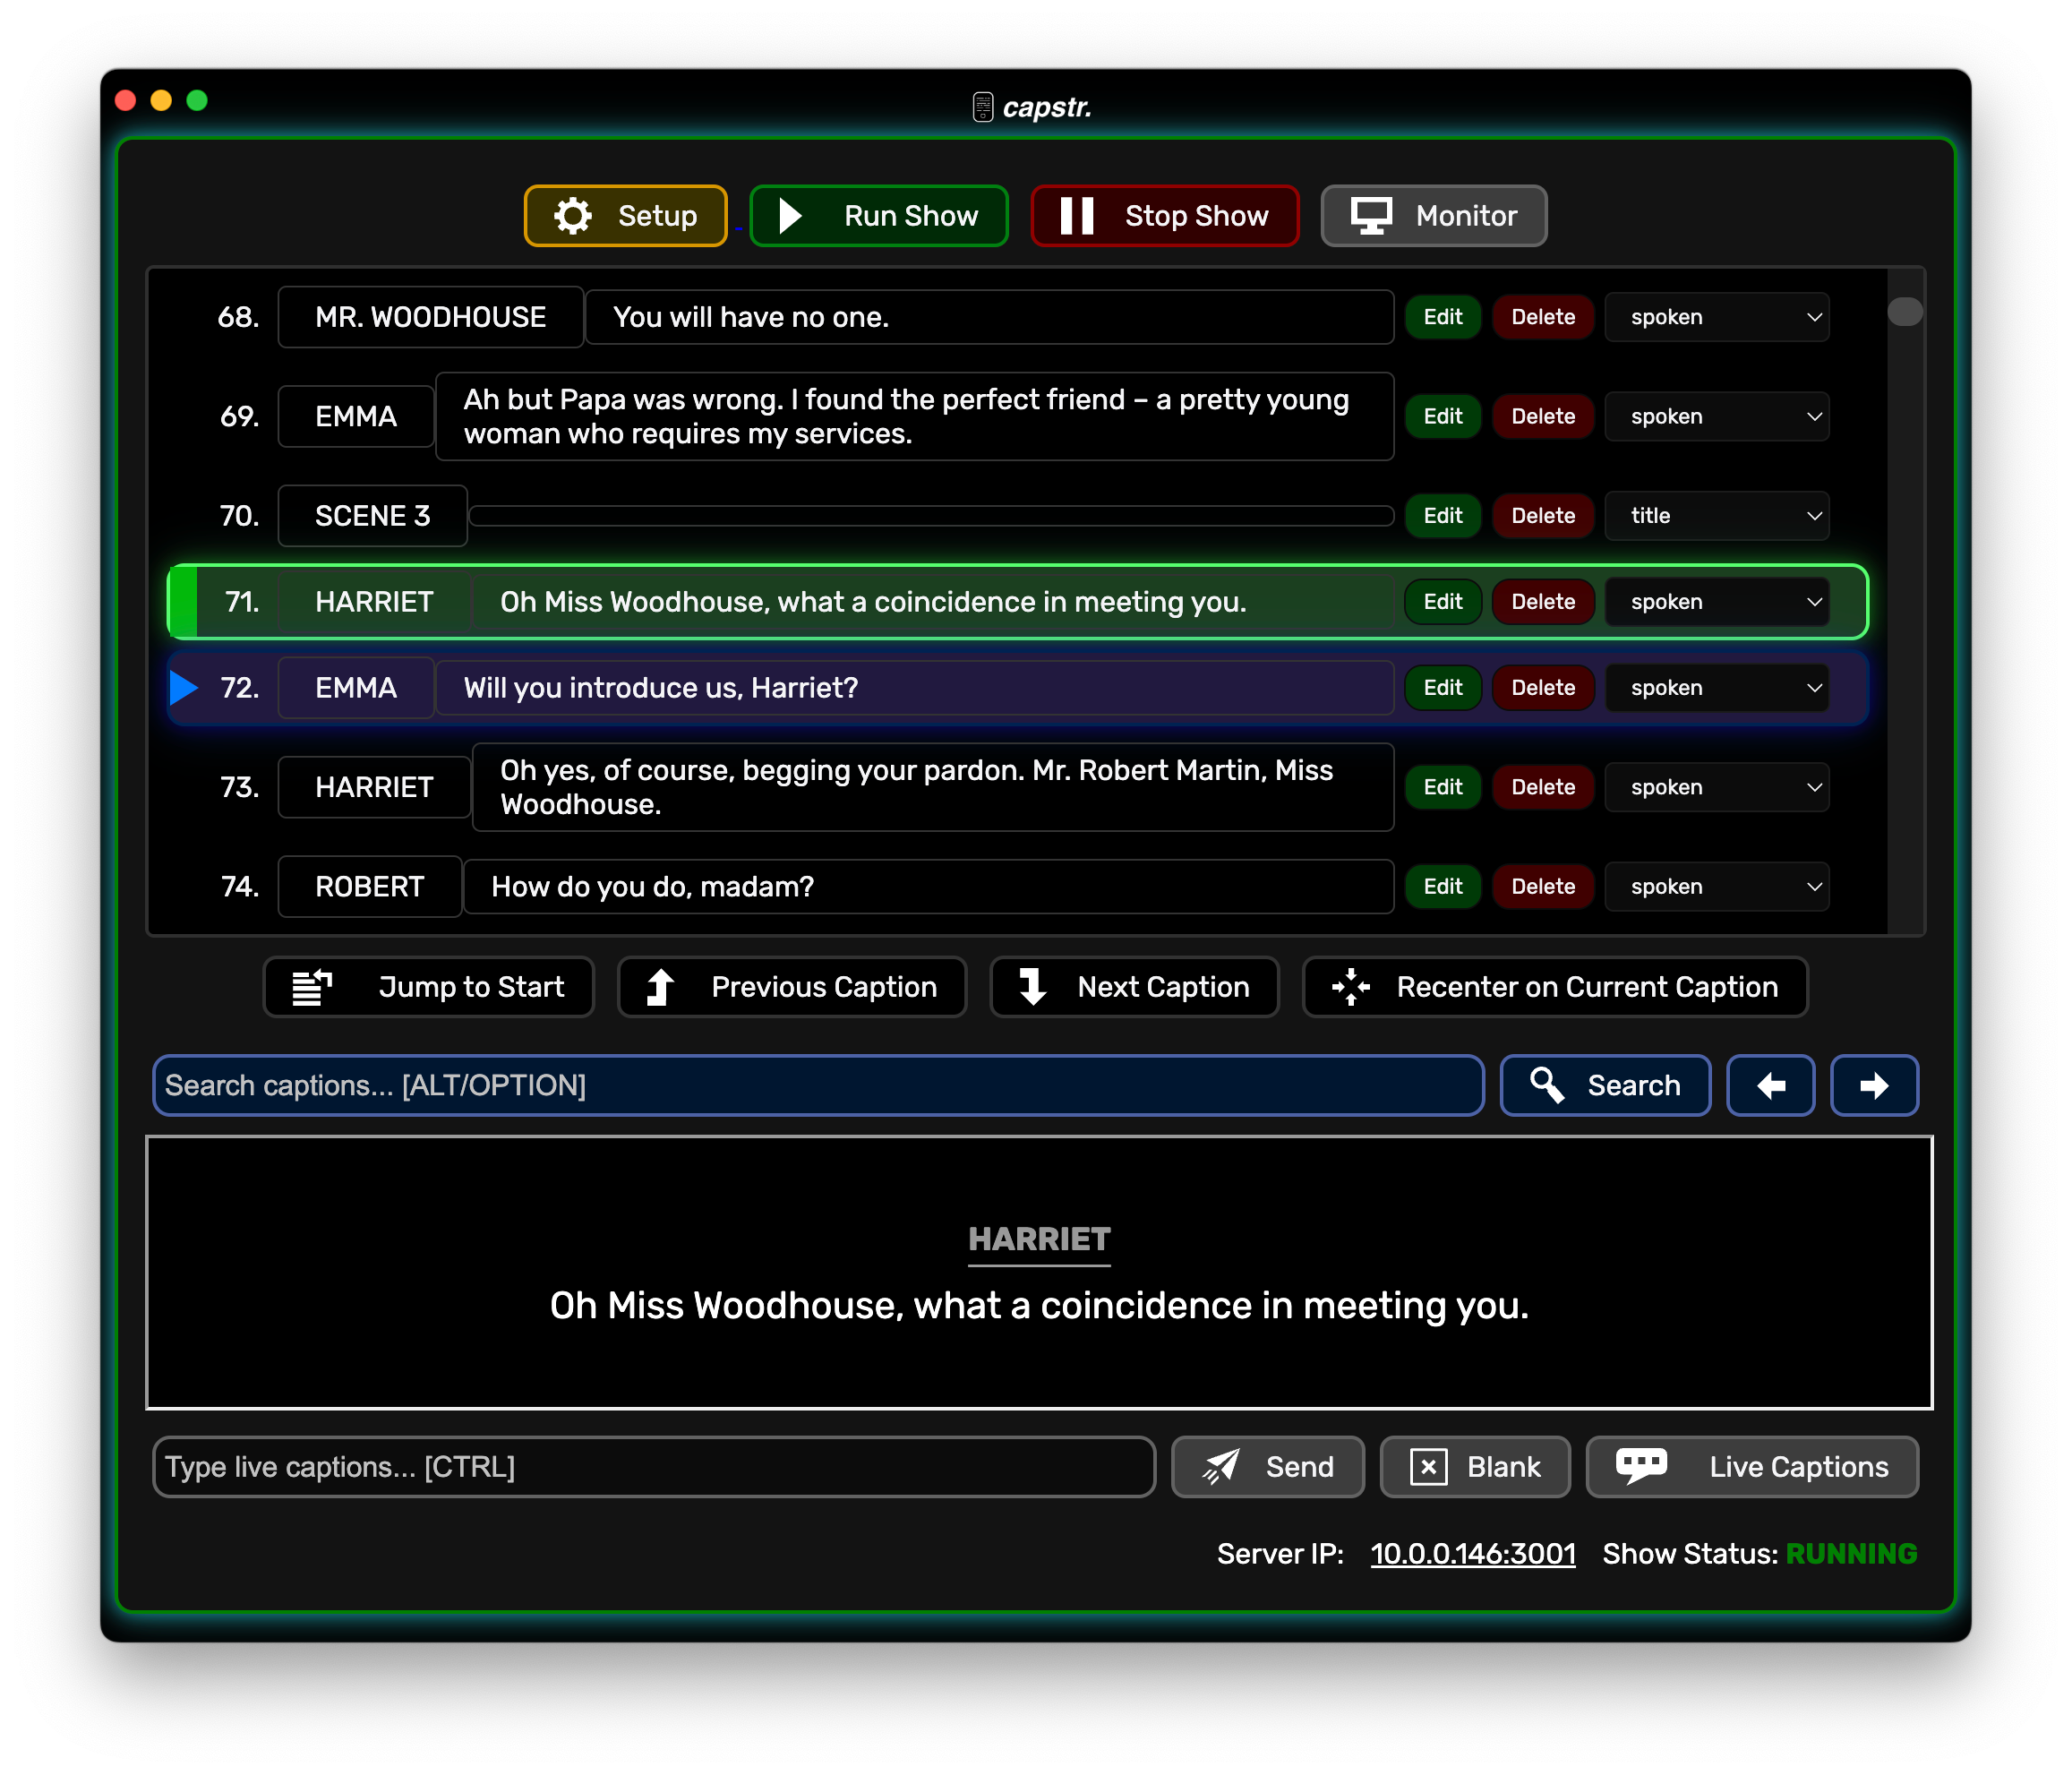 capstr.
Setup Run Show Stop Show Monitor
68. MR. WOODHOUSE You will have no one. Edit Delete spoken
69. EMMA Ah but Papa was wrong. I found the perfect friend – a pretty young
woman who requires my services. Edit Delete spoken
70. SCENE 3 Edit Delete title
71. HARRIET Oh Miss Woodhouse, what a coincidence in meeting you. Edit Delete spoken
72. EMMA Will you introduce us, Harriet? Edit Delete spoken
73. HARRIET Oh yes, of course, begging your pardon. Mr. Robert Martin, Miss
Woodhouse. Edit Delete spoken
74. ROBERT How do you do, madam? Edit Delete spoken
Jump to Start Previous Caption Next Caption Recenter on Current Caption
Search captions... [ALT/OPTION] Search
HARRIET
Oh Miss Woodhouse, what a coincidence in meeting you.
Type live captions... [CTRL] Send Blank Live Captions
Server IP: 10.0.0.146:3001 Show Status: RUNNING